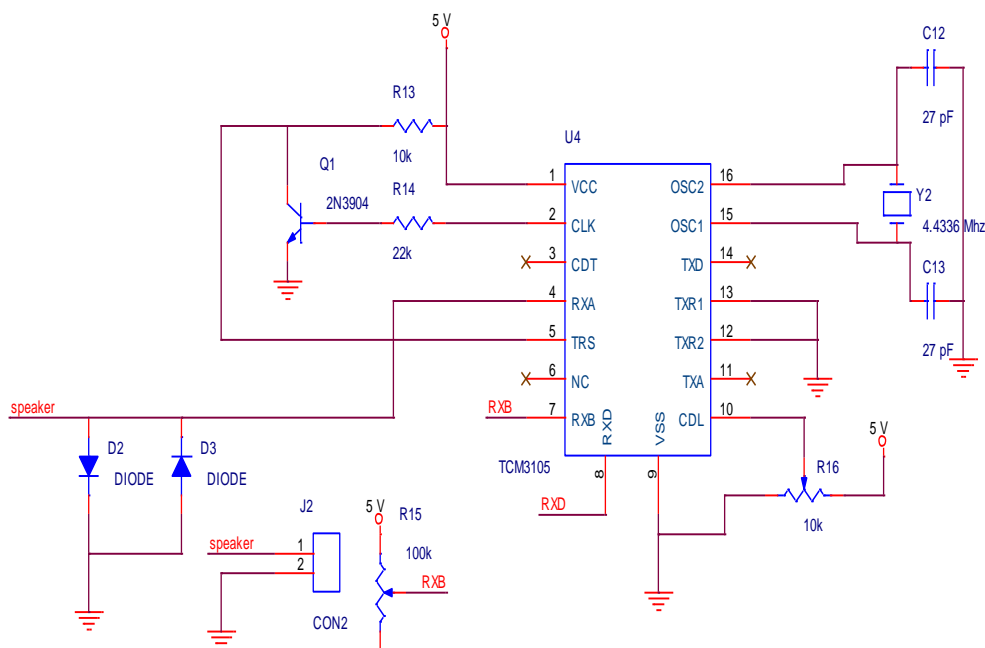 5 V
C12
27 pF
R13
10k
U4
Q1
2N3904
R14
22k
1
VCC
OSC2
16
Y2
4.4336 Mhz
2
CLK
OSC1
15
3
CDT
TXD
14
C13
27 pF
4
RXA
TXR1
13
5
TRS
TXR2
12
6
NC
TXA
11
speaker
RXB
7
RXB
RXD
VSS
CDL
10
5 V
D2
DIODE
D3
DIODE
TCM3105
8
9
R16
10k
RXD
J2
5 V
R15
100k
speaker
1
2
RXB
CON2